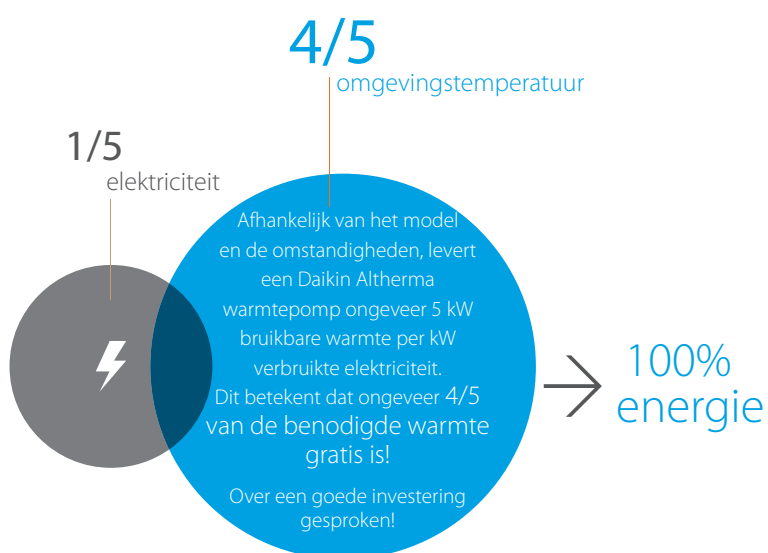 4/5
omgevingstemperatuur
1/5
elektriciteit
Afhankelijk van het model
en de omstandigheden, levert
een Daikin Altherma
warmtepomp ongeveer 5 kW
bruikbare warmte per kW
verbruikte elektriciteit.
Dit betekent dat ongeveer 4/5
van de benodigde warmte
gratis is!
Over een goede investering
gesproken!
100%
energie